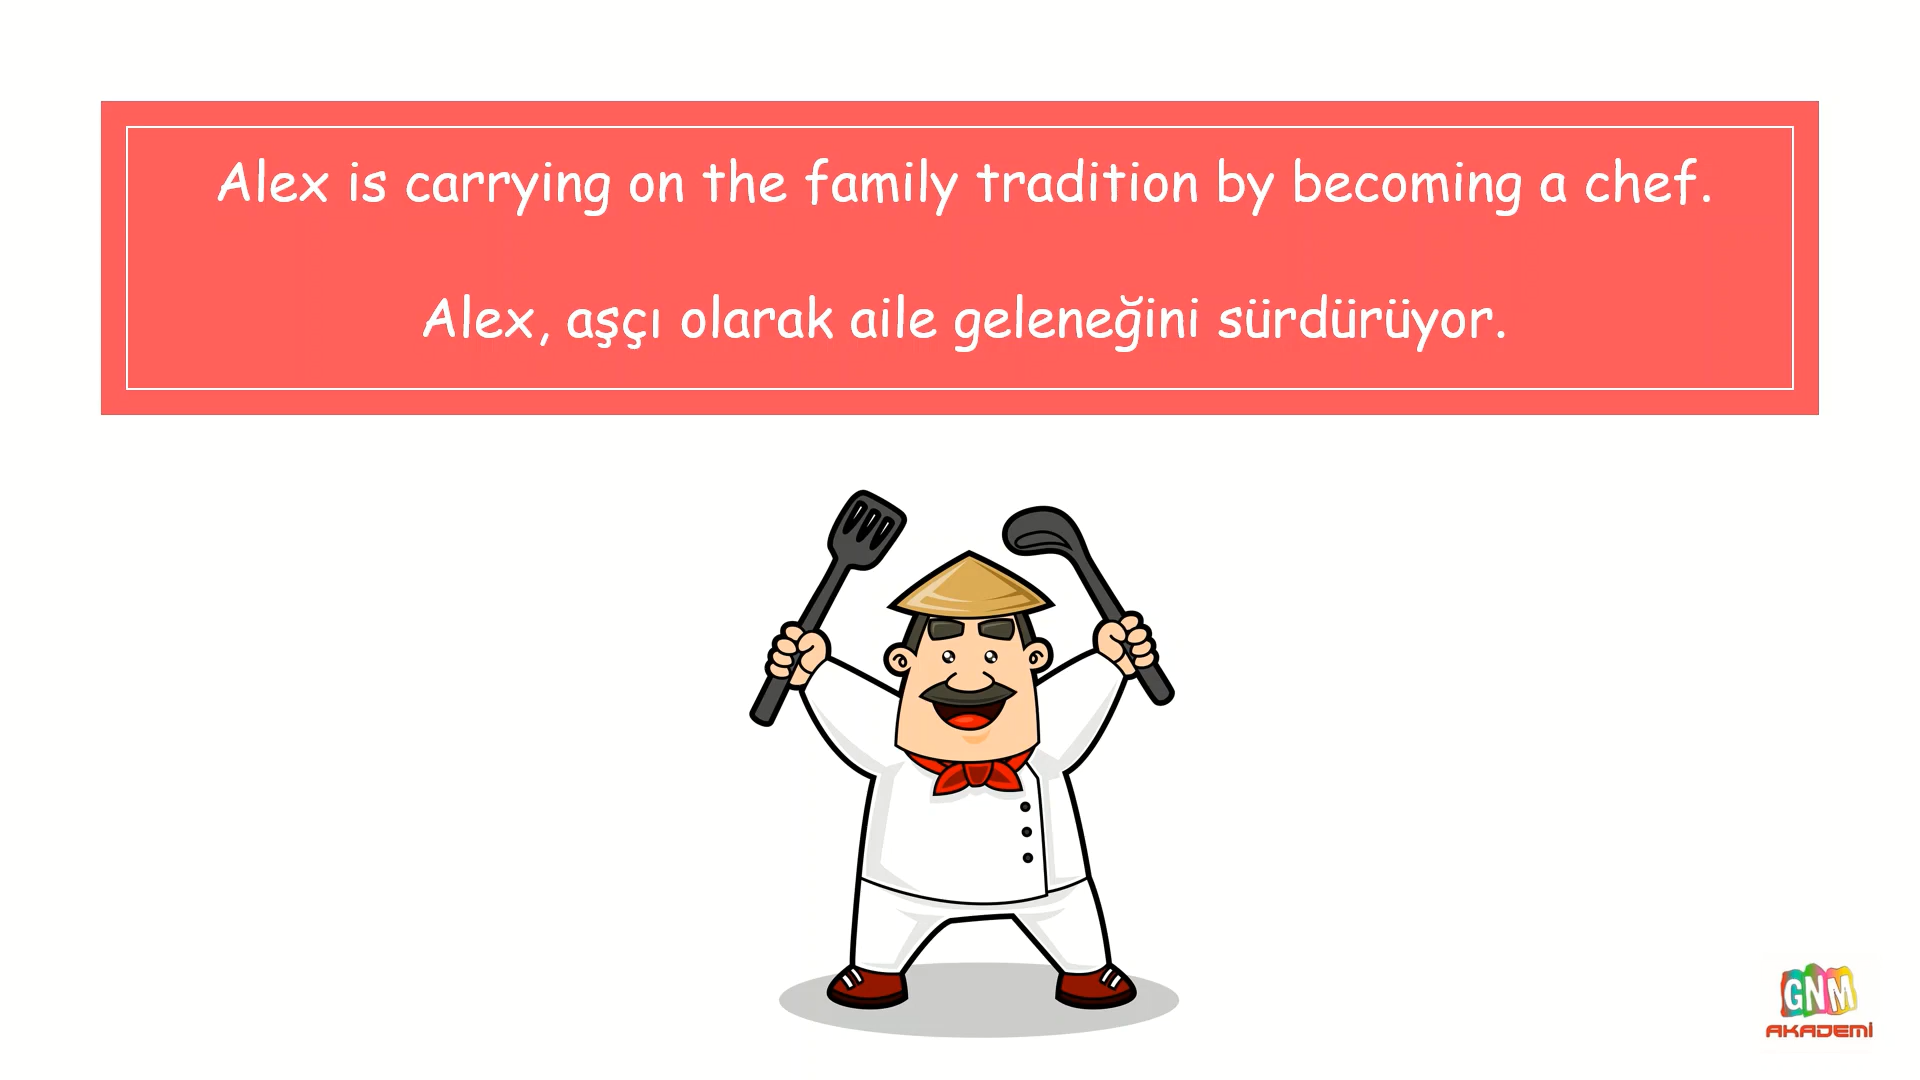 Alex is carrying on the family tradition by becoming a chef.
Alex, aşçı olarak aile geleneğini sürdürüyor.
GNM
AKADEMİ